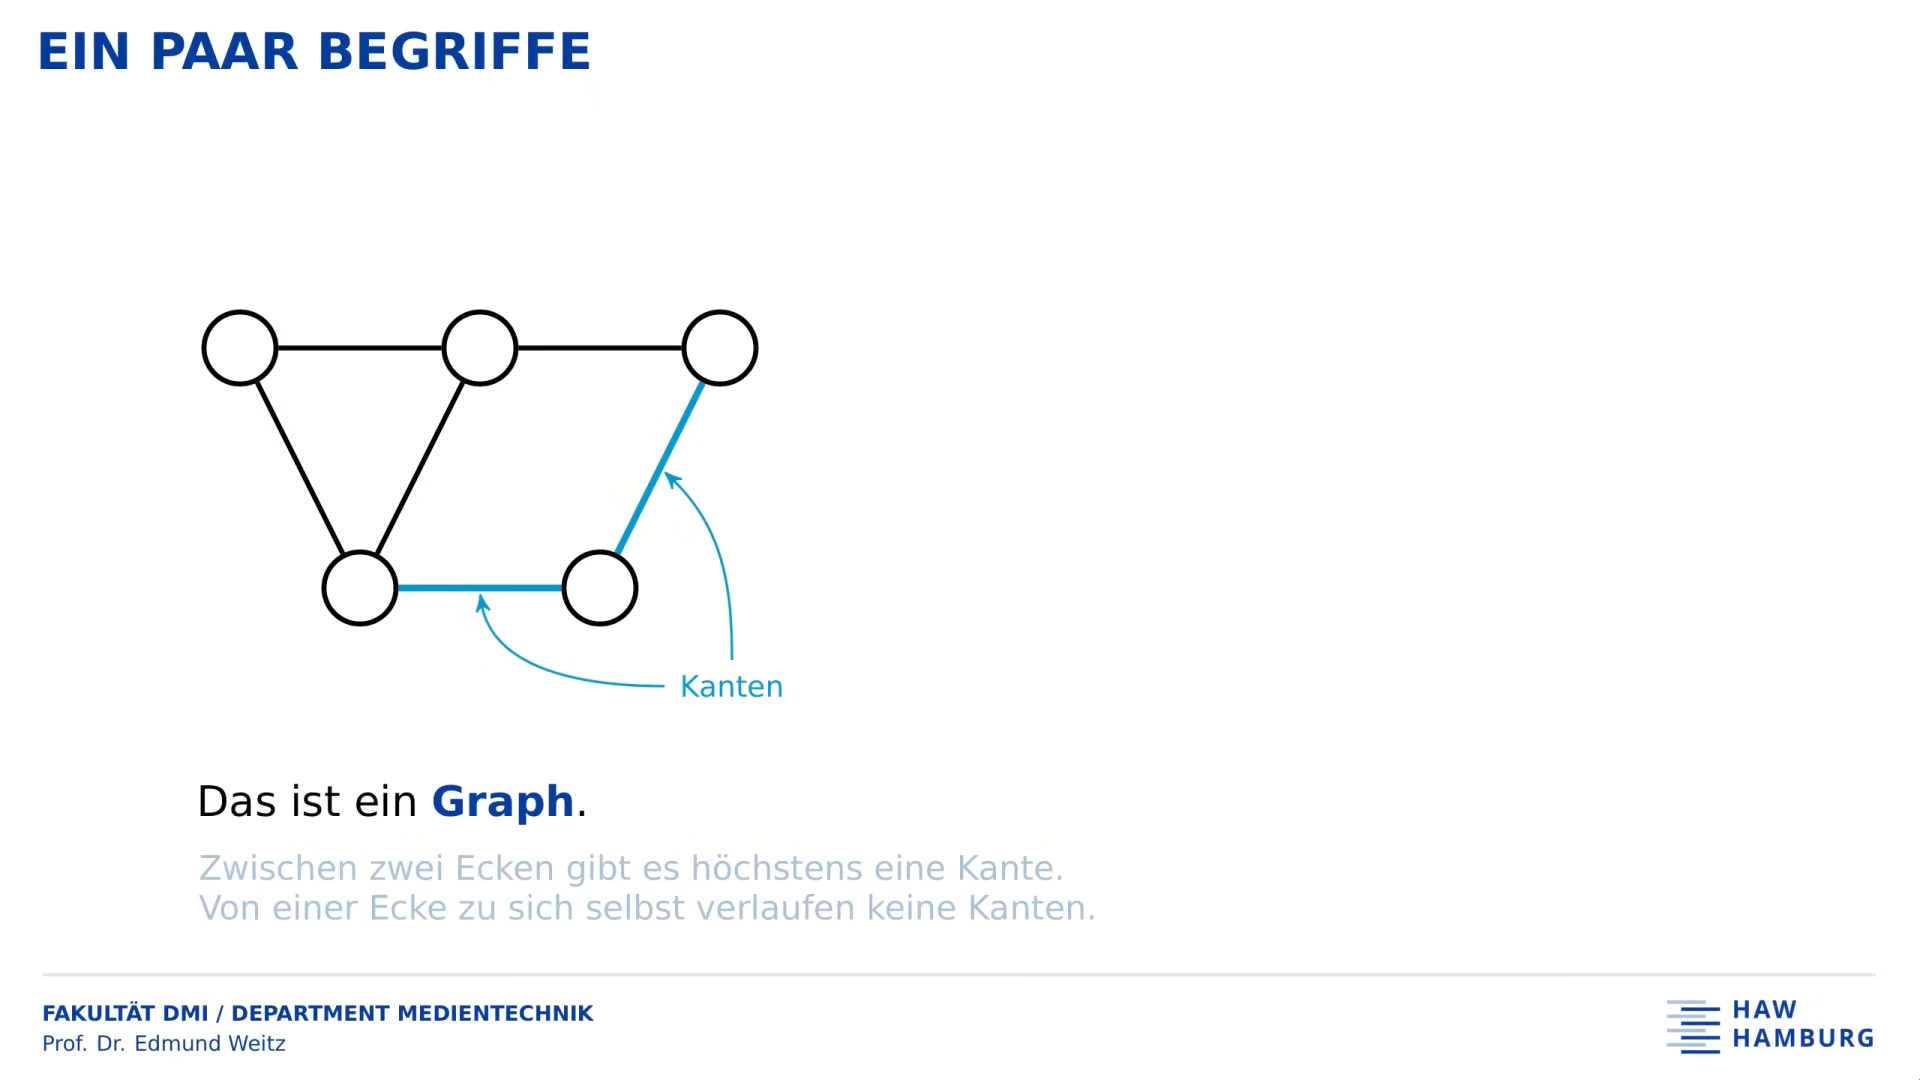 EIN PAAR BEGRIFFE
Kanten
Das ist ein Graph.
Zwischen zwei Ecken gibt es höchstens eine Kante.
Von einer Ecke zu sich selbst verlaufen keine Kanten.
FAKULTÄT DMI / DEPARTMENT MEDIENTECHNIK
Prof. Dr. Edmund Weitz
HAW
HAMBURG